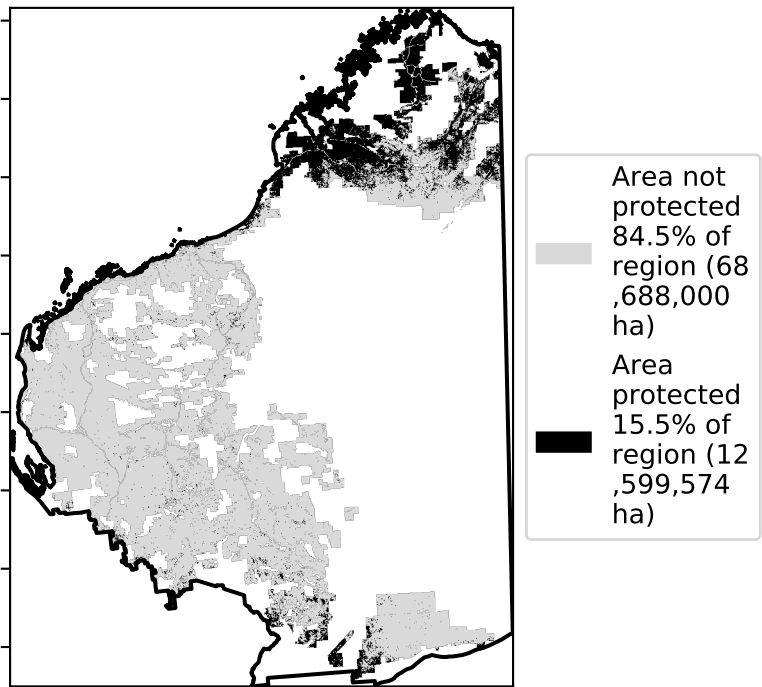 Area not
protected
84.5% of
region (68
,688,000
ha)
Area
protected
15.5% of
region (12
,599,574
ha)